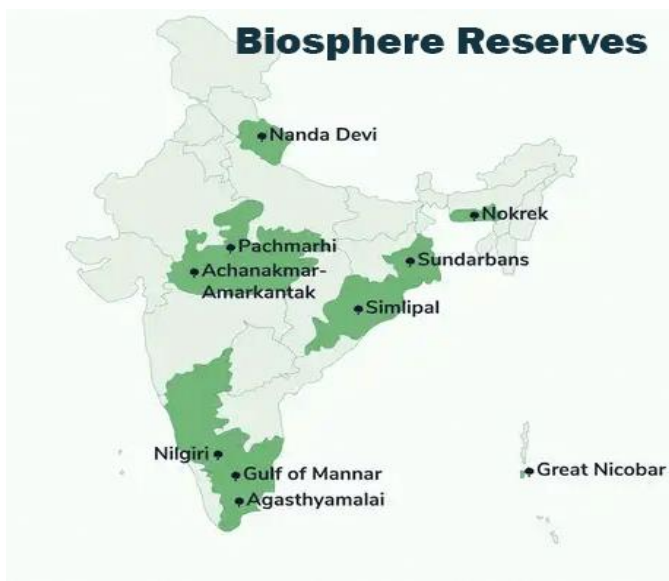 Biosphere Reserves
Nanda Devi
Nokrek
Pachmarhi
Sundarbans
Achanakmar-
Amarkantak
Simlipal
Nilgiri
Great Nicobar
Gulf of Mannar
Agasthyamalai